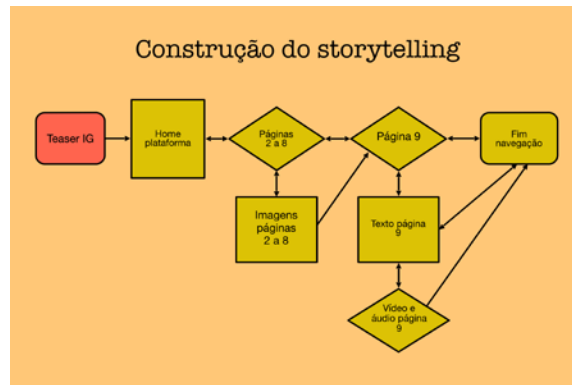 Construção do storytelling
Teaser IG
Home
plataforma
Páginas
2 a 8
Página 9
Fim
navegação
Imagens
páginas
2 a 8
Texto página
9
Vídeo e
áudio página
9